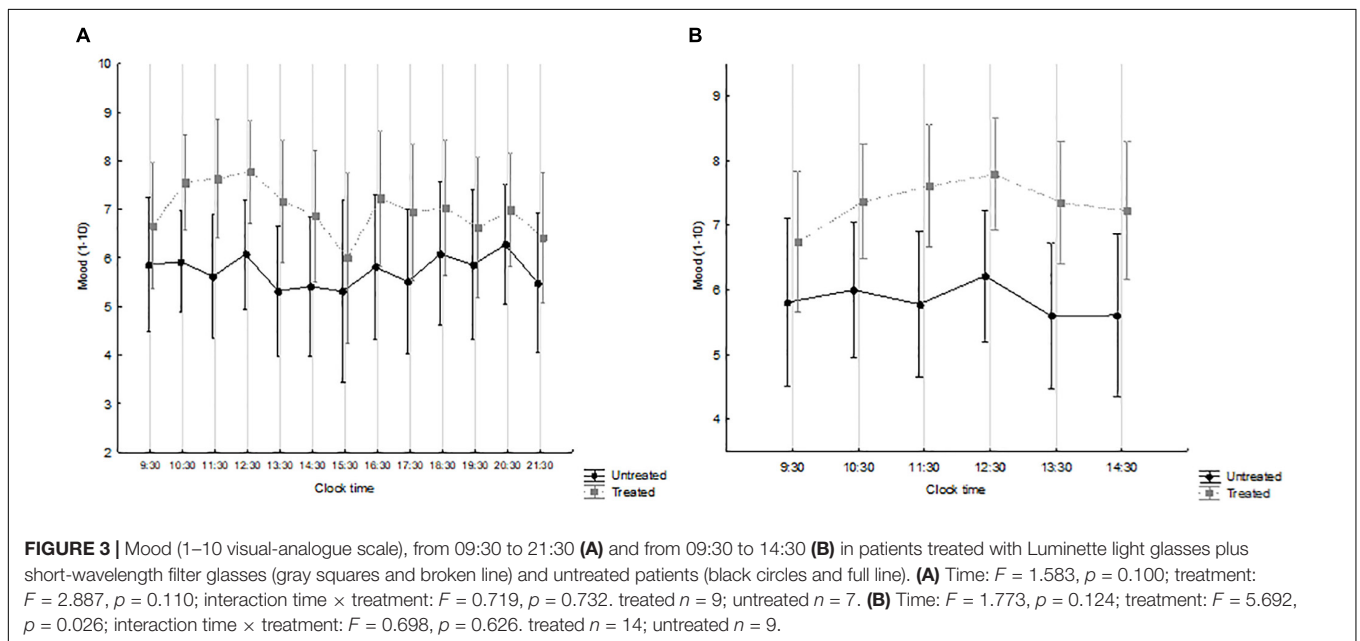 A
B
10
9
8
7
6
5
4
3
2
Mood (1-10)
9:30 10:30 11:30 12:30 13:30 14:30 15:30 16:30 17:30 18:30 19:30 20:30 21:30
Clock time
Untreated
Treated
9
8
7
6
5
4
Mood (1-10)
9:30 10:30 11:30 12:30 13:30 14:30
Clock time
Untreated
Treated
FIGURE 3 | Mood (1–10 visual-analogue scale), from 09:30 to 21:30 (A) and from 09:30 to 14:30 (B) in patients treated with Luminette light glasses plus
short-wavelength filter glasses (gray squares and broken line) and untreated patients (black circles and full line). (A) Time: F = 1.583, p = 0.100; treatment:
F = 2.887, p = 0.110; interaction time × treatment: F = 0.719, p = 0.732. treated n = 9; untreated n = 7. (B) Time: F = 1.773, p = 0.124; treatment: F = 5.692,
p = 0.026; interaction time × treatment: F = 0.698, p = 0.626. treated n = 14; untreated n = 9.